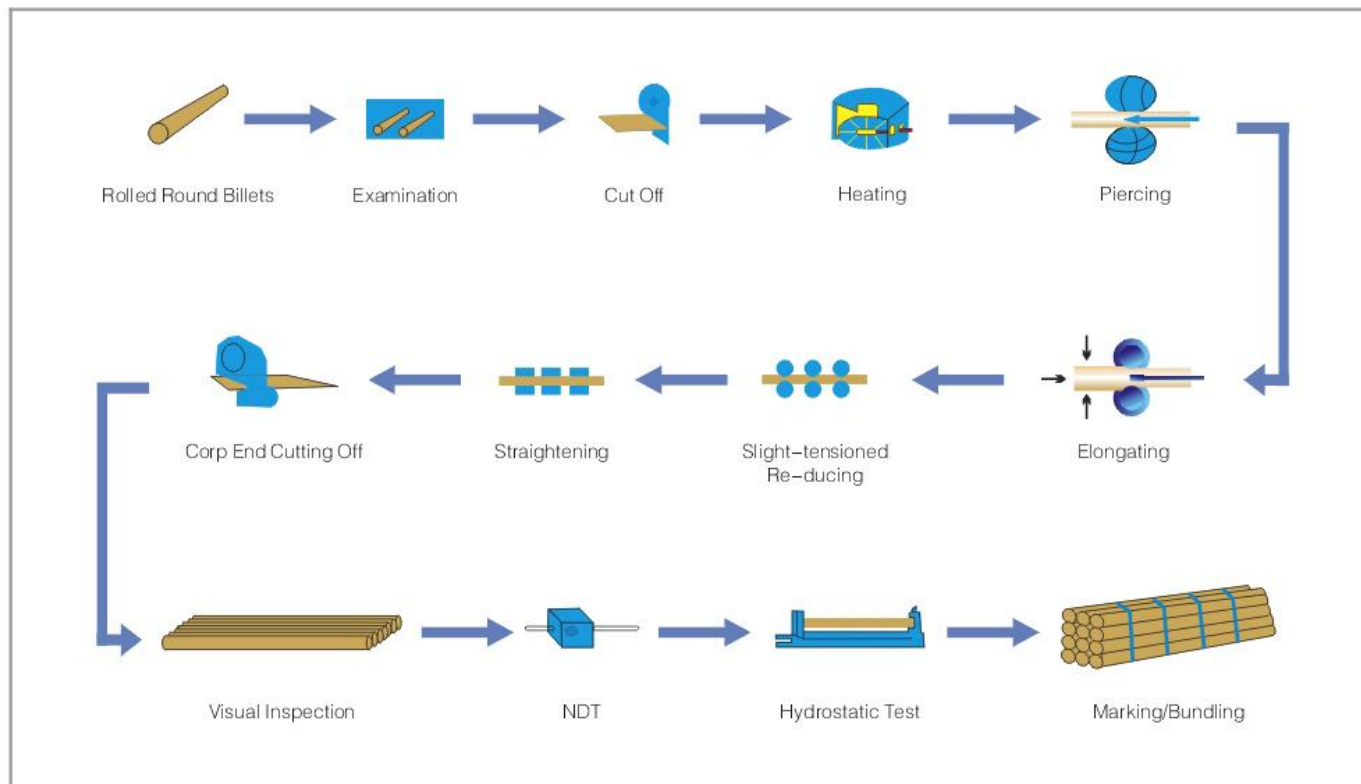 Rolled Round Billets
Examination
Cut Off
Heating
Piercing
Corp End Cutting Off
Straightening
Slight-tensioned
Re-ducing
Elongating
Visual Inspection
NDT
Hydrostatic Test
Marking/Bundling